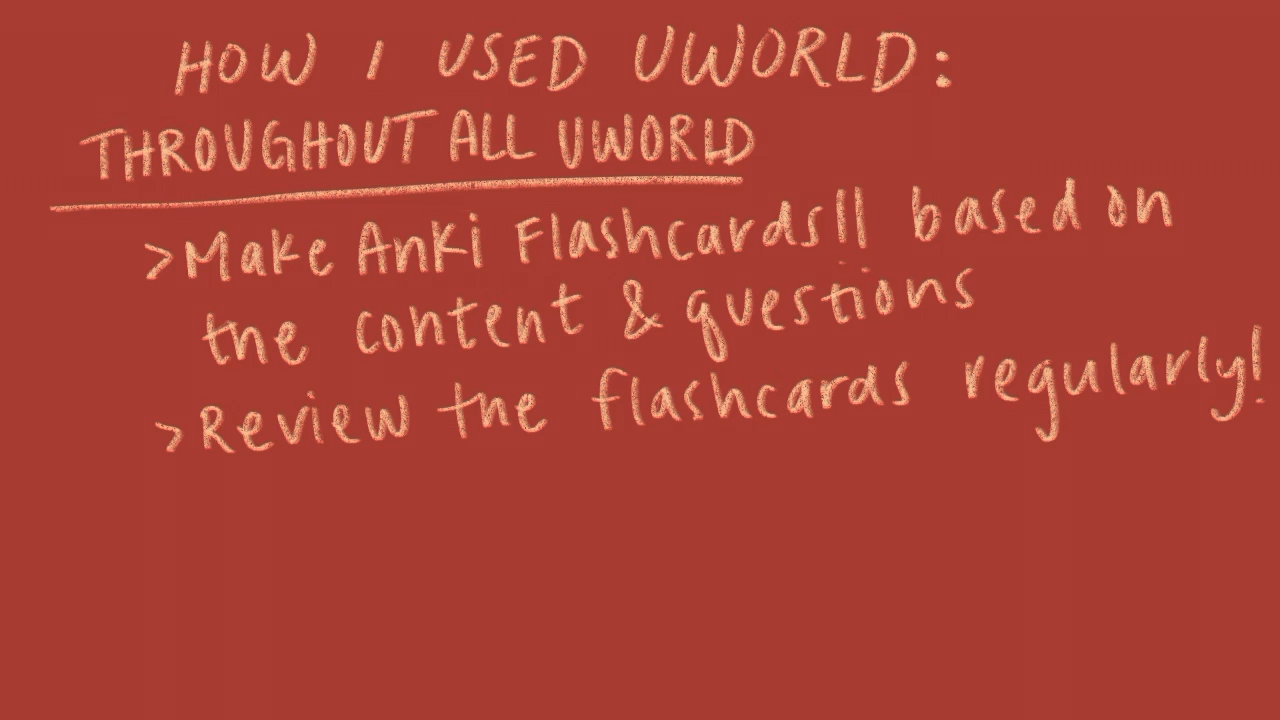 HOW I USED UWORLD:
THROUGHOUT ALL UWORLD
>Make Anki Flashcards!! based on
the content & questions
>Review the flashcards regularly!